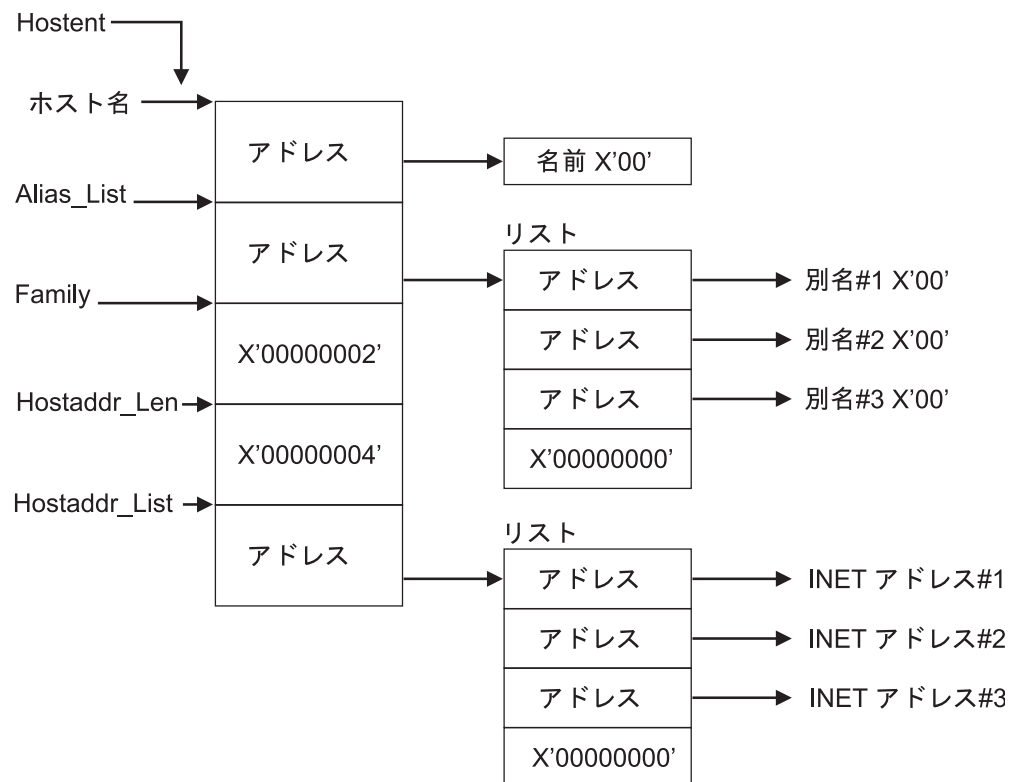 Hostent
ホスト名
アドレス
名前 X'00'
Alias_List
アドレス
リスト
アドレス
別名#1 X'00'
アドレス
別名#2 X'00'
アドレス
別名#3 X'00'
X'00000000'
Family
X'00000002'
Hostaddr_Len
X'00000004'
Hostaddr_List
アドレス
リスト
アドレス
INET アドレス#1
アドレス
INET アドレス#2
アドレス
INET アドレス#3
X'00000000'